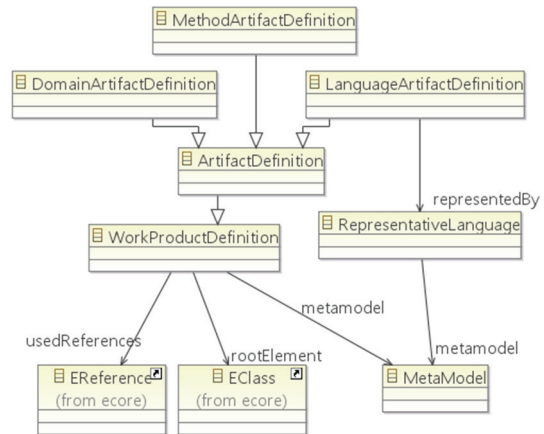 MethodArtifactDefinition
DomainArtifactDefinition
LanguageArtifactDefinition
ArtifactDefinition
representedBy
RepresentativeLanguage
WorkProductDefinition
metamodel
usedReferences
rootElement
metamodel
EReference
(from ecore)
EClass
(from ecore)
MetaModel